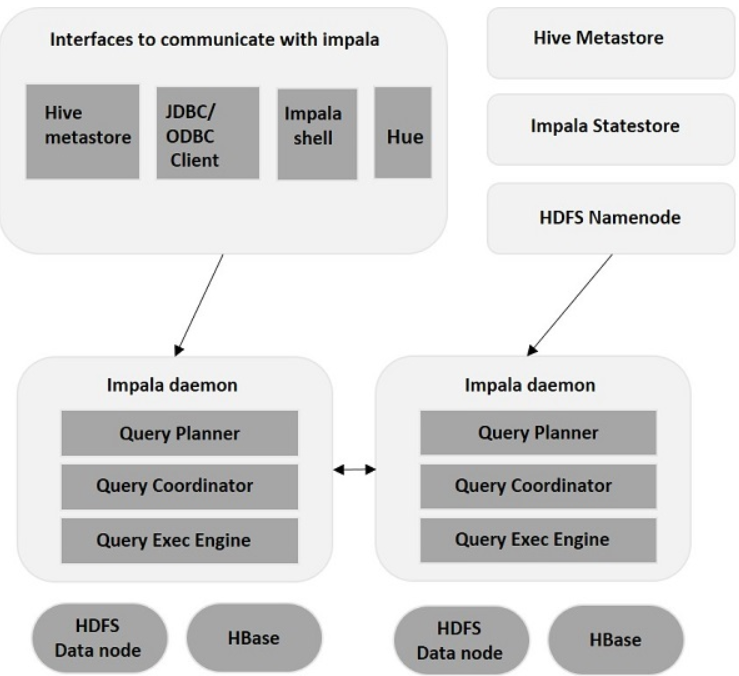 Interfaces to communicate with impala
Hive
metastore
JDBC/
ODBC
Client
Impala
shell
Hue
Hive Metastore
Impala Statestore
HDFS Namenode
Impala daemon
Query Planner
Query Coordinator
Query Exec Engine
Impala daemon
Query Planner
Query Coordinator
Query Exec Engine
HDFS
Data node
HBase
HDFS
Data node
HBase